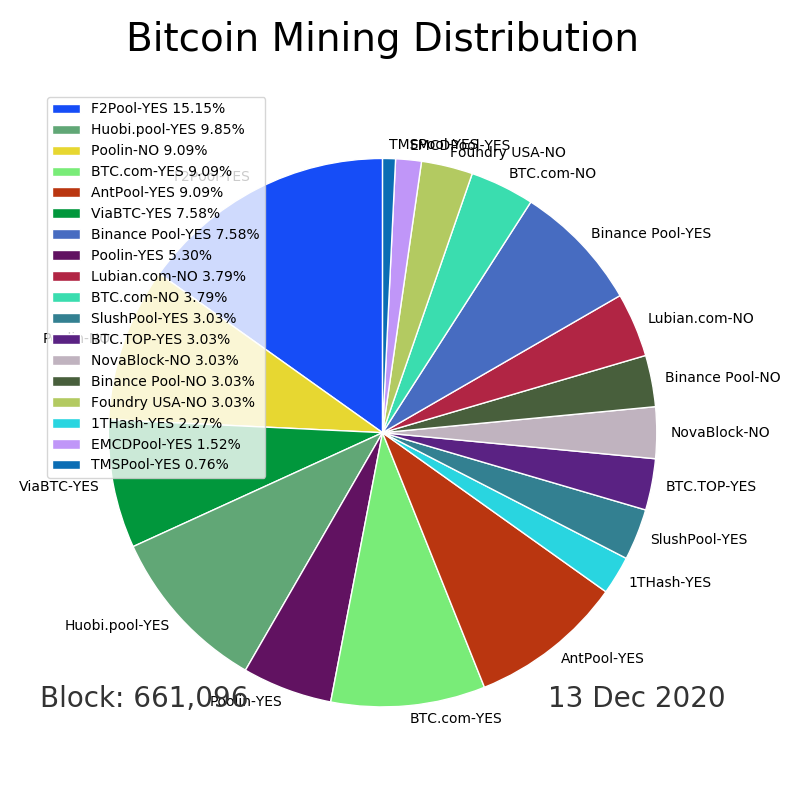 Bitcoin Mining Distribution
F2Pool-YES 15.15%
Huobi.pool-YES 9.85%
Poolin-NO 9.09%
BTC.com-YES 9.09%
AntPool-YES 9.09%
ViaBTC-YES 7.58%
Binance Pool-YES 7.58%
Poolin-YES 5.30%
Lubian.com-NO 3.79%
BTC.com-NO 3.79%
SlushPool-YES 3.03%
BTC.TOP-YES 3.03%
NovaBlock-NO 3.03%
Binance Pool-NO 3.03%
Foundry USA-NO 3.03%
1THash-YES 2.27%
EMCDPool-YES 1.52%
TMSPool-YES 0.76%
TMSPool-YES
EMCDPool-YES
Foundry USA-NO
BTC.com-NO
F2Pool-YES
Binance Pool-YES
Lubian.com-NO
Binance Pool-NO
NovaBlock-NO
ViaBTC-YES
BTC.TOP-YES
SlushPool-YES
1THash-YES
Huobi.pool-YES
AntPool-YES
Poolin-YES
BTC.com-YES
Block: 661,096
13 Dec 2020